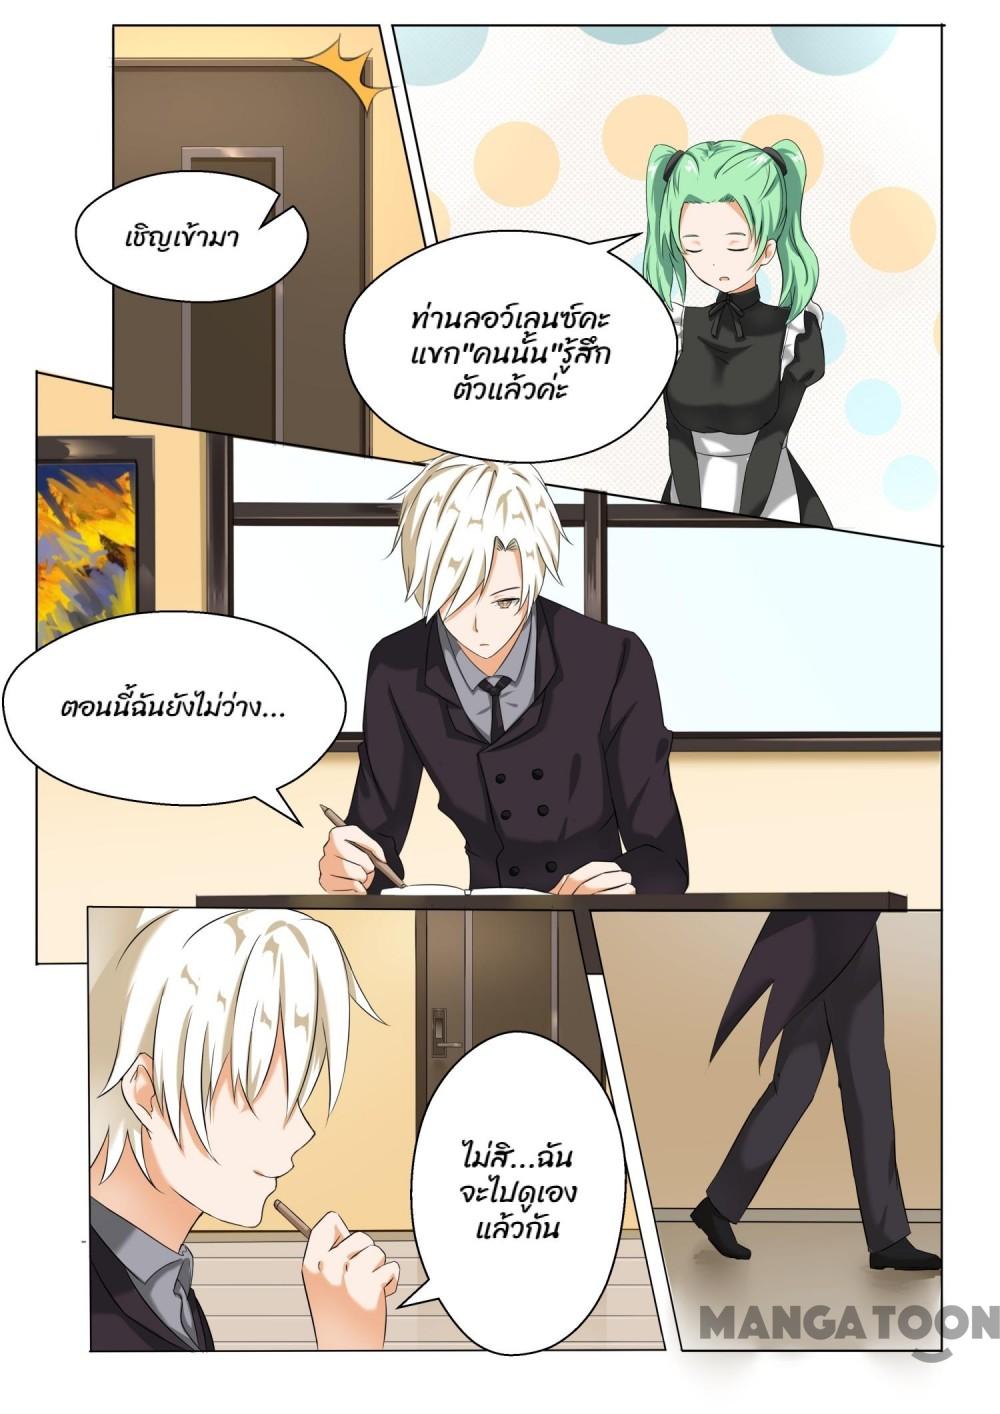 เชิญเข้ามา
ท่านลอว์เลนซ์คะ
แขก"คนนั้น"รู้สึก
ตัวแล้วค่ะ
ตอนนี้ฉันยังไม่ว่าง...
ไม่สิ...ฉัน
จะไปดูเอง
แล้วกัน
MANGATOON